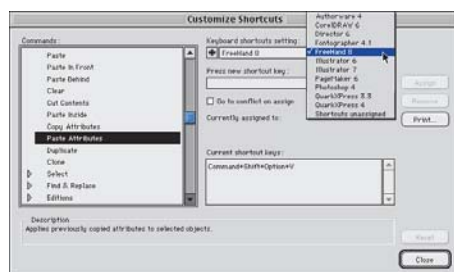 Customize Shortcuts
Commands:
Paste
Paste In Front
Paste Behind
Clear
Cut Contents
Paste Inside
Copy Attributes
Paste Attributes
Duplicate
Clone
Select
Find & Replace
Editions
Keyboard shortcuts setting:
FreeHand 8
Press new shortcut key:
Go to conflict on assign
Currently assigned to:
Current shortcut keys:
Command+Shift+Option+V
Authorware 4
CorelDRAW 6
Director 6
Fontographer 4.1
FreeHand 8
Illustrator 6
Illustrator 7
PageMaker 6
Photoshop 4
QuarkXPress 3.3
QuarkXPress 4
Shortcuts unassigned
Assign
Remove
Print...
Description
Applies previously copied attributes to selected objects.
Reset
Close